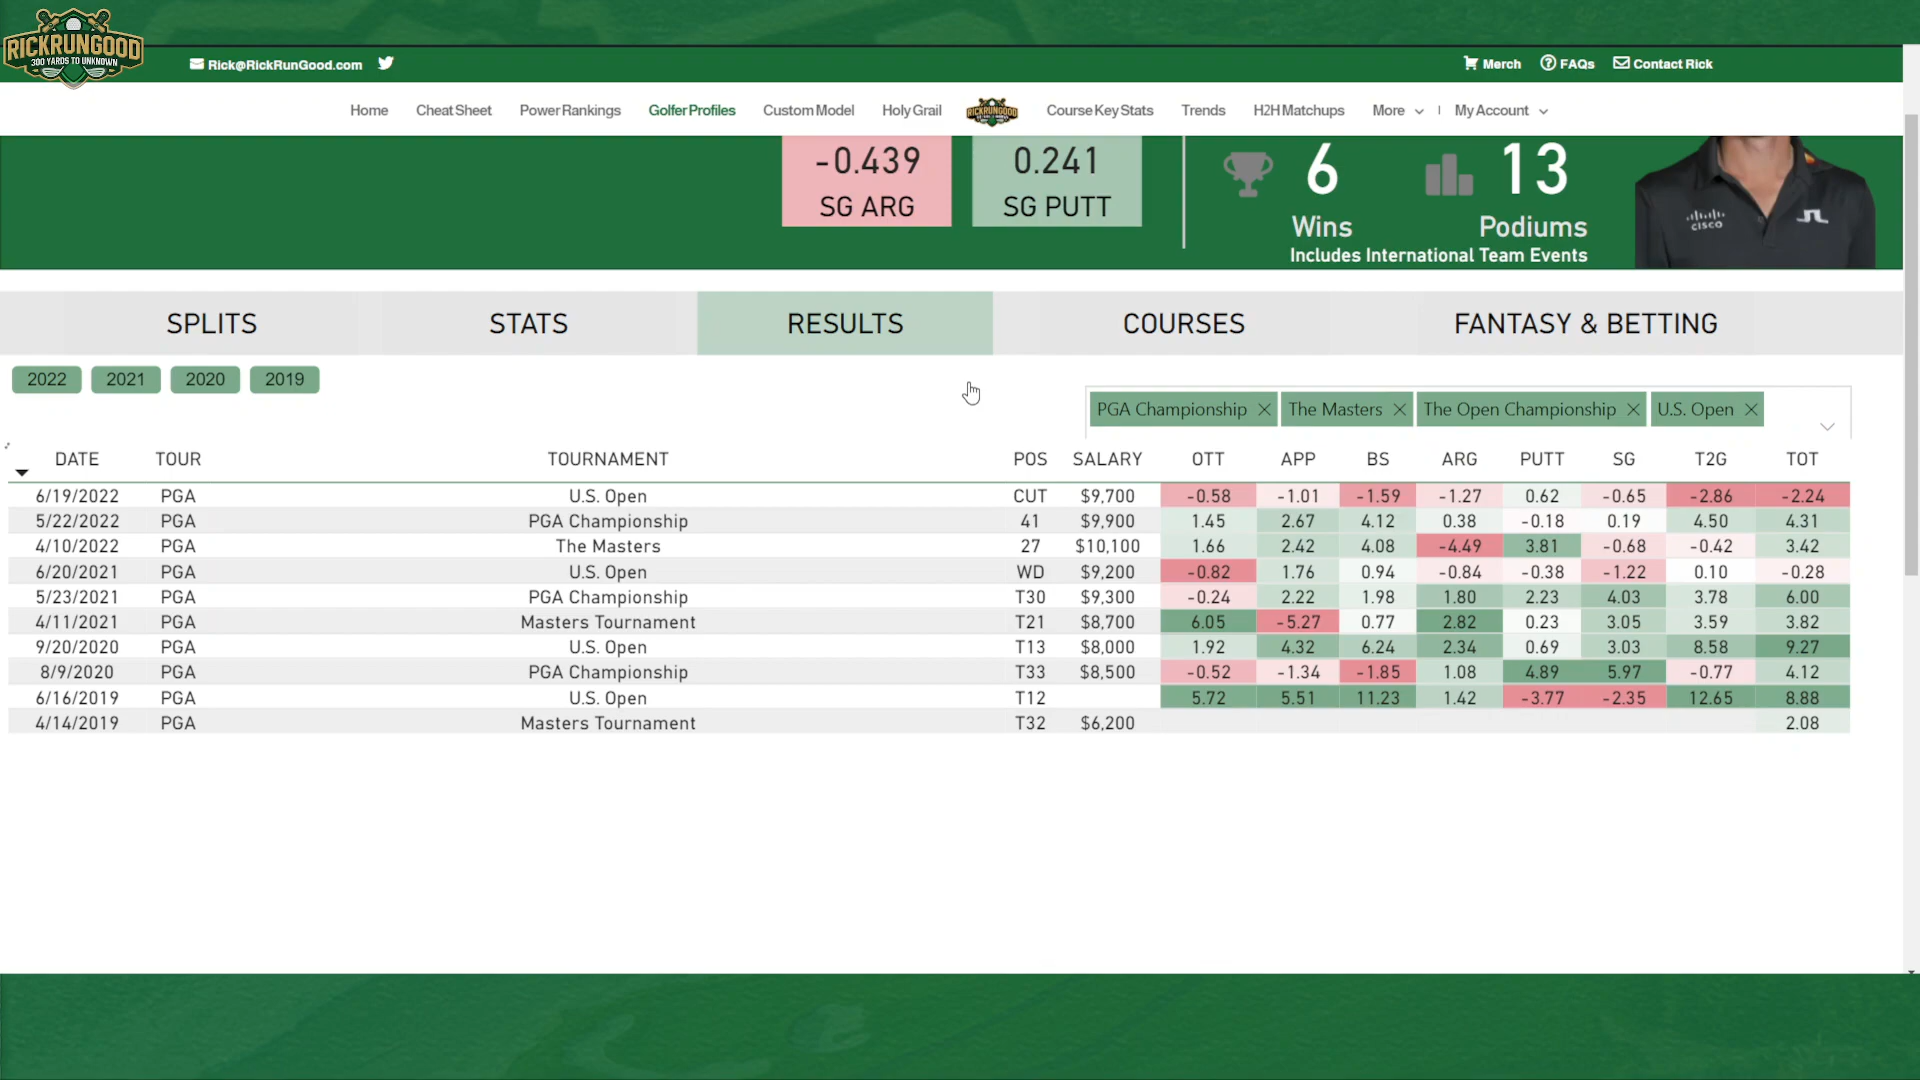 RICKRUNGOOD
300 YARDS TO UNKNOWN
Rick@RickRunGood.com
Merch FAQs Contact Rick
Home Cheat Sheet Power Rankings Golfer Profiles Custom Model Holy Grail RICKRUNGOOD Course Key Stats Trends H2H Matchups More | My Account
-0.439 0.241 6 13
SG ARG SG PUTT Wins Podiums
Includes International Team Events
cisco
SPLITS STATS RESULTS COURSES FANTASY & BETTING
2022 2021 2020 2019
PGA Championship × The Masters × The Open Championship × U.S. Open ×
DATE TOUR TOURNAMENT POS SALARY OTT APP BS ARG PUTT SG T2G TOT
6/19/2022 PGA U.S. Open CUT $9,700 -0.58 -1.01 -1.59 -1.27 0.62 -0.65 -2.86 -2.24
5/22/2022 PGA PGA Championship 41 $9,900 1.45 2.67 4.12 0.38 -0.18 0.19 4.50 4.31
4/10/2022 PGA The Masters 27 $10,100 1.66 2.42 4.08 -4.49 3.81 -0.68 -0.42 3.42
6/20/2021 PGA U.S. Open WD $9,200 -0.82 1.76 0.94 -0.84 -0.38 -1.22 0.10 -0.28
5/23/2021 PGA PGA Championship T30 $9,300 -0.24 2.22 1.98 1.80 2.23 4.03 3.78 6.00
4/11/2021 PGA Masters Tournament T21 $8,700 6.05 -5.27 0.77 2.82 0.23 3.05 3.59 3.82
9/20/2020 PGA U.S. Open T13 $8,000 1.92 4.32 6.24 2.34 0.69 3.03 8.58 9.27
8/9/2020 PGA PGA Championship T33 $8,500 -0.52 -1.34 -1.85 1.08 4.89 5.97 -0.77 4.12
6/16/2019 PGA U.S. Open T12 5.72 5.51 11.23 1.42 -3.77 -2.35 12.65 8.88
4/14/2019 PGA Masters Tournament T32 $6,200 2.08